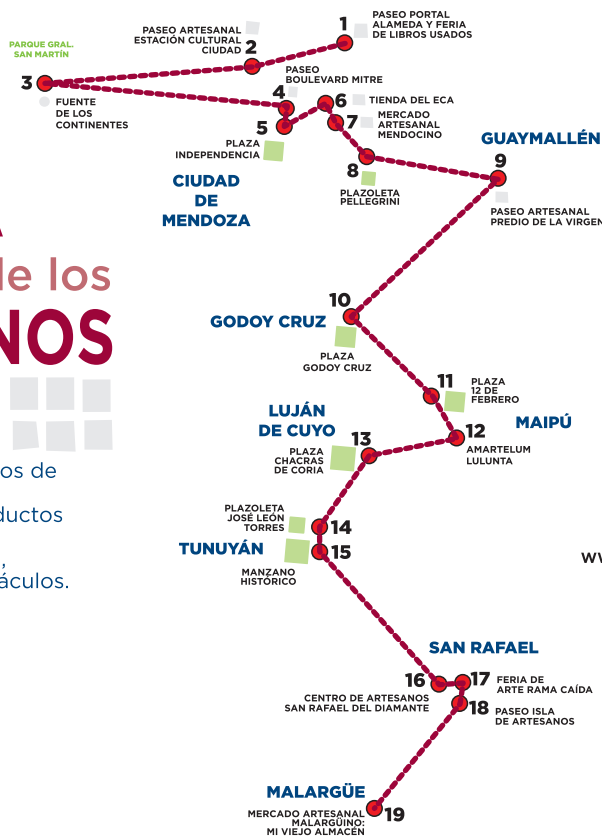 1
PASEO PORTAL
ALAMEDA Y FERIA
DE LIBROS USADOS
PASEO ARTESANAL
ESTACIÓN CULTURAL
CIUDAD
2
PARQUE GRAL.
SAN MARTÍN
3
FUENTE
DE LOS
CONTINENTES
PASEO
BOULEVARD MITRE
4
5
PLAZA
INDEPENDENCIA
6
TIENDA DEL ECA
7
MERCADO
ARTESANAL
MENDOCINO
8
PLAZOLETA
PELLEGRINI
CIUDAD
DE
MENDOZA
GUAYMALLÉN
9
PASEO ARTESANAL
PREDIO DE LA VIRGEN
de los
NOS
os de
ductos
,
áculos.
10
GODOY CRUZ
PLAZA
GODOY CRUZ
11
PLAZA
12 DE
FEBRERO
MAIPÚ
12
AMARTELUM
LULUNTA
LUJÁN
DE CUYO
13
PLAZA
CHACRAS
DE CORIA
PLAZOLETA
JOSÉ LEÓN
TORRES
14
TUNUYÁN
15
MANZANO
HISTÓRICO
WW
SAN RAFAEL
16
CENTRO DE ARTESANOS
SAN RAFAEL DEL DIAMANTE
17
FERIA DE
ARTE RAMA CAÍDA
18
PASEO ISLA
DE ARTESANOS
MALARGÜE
19
MERCADO ARTESANAL
MALARGÜINO:
MI VIEJO ALMACÉN